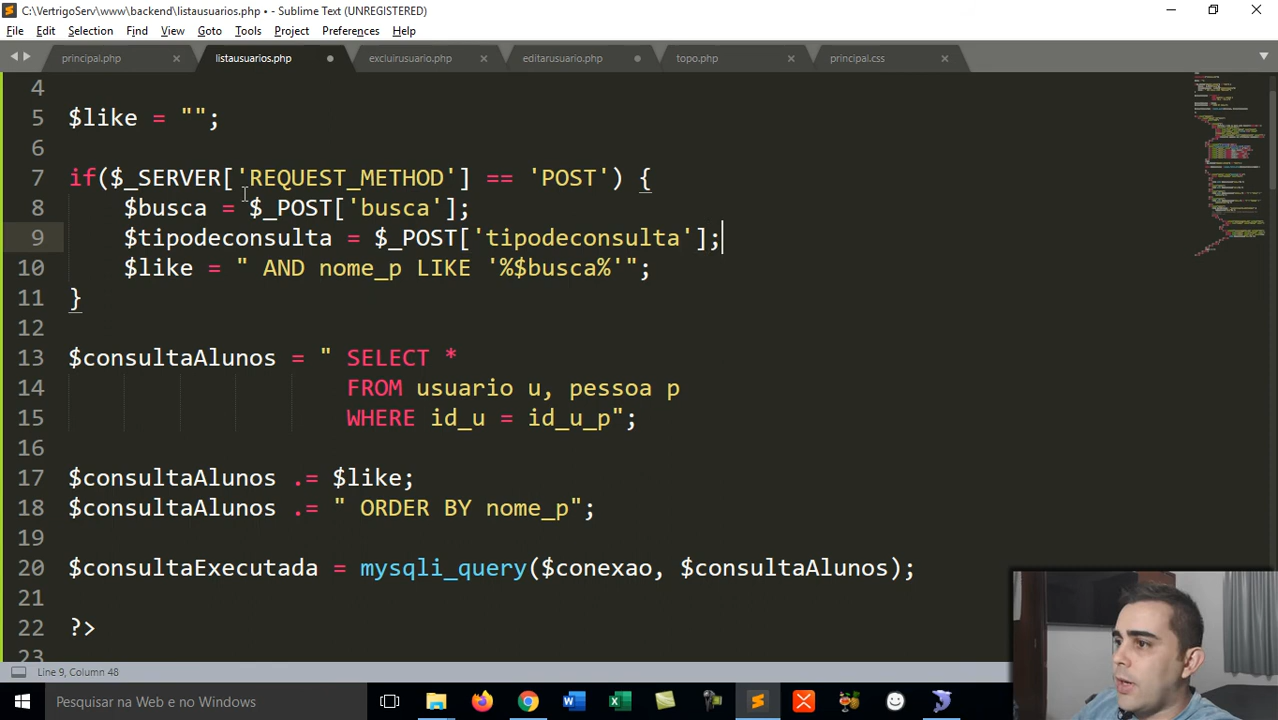 C:\VertrigoServ\www\backend\listausuarios.php • - Sublime Text (UNREGISTERED)
File Edit Selection Find View Goto Tools Project Preferences Help
principal.php listausuarios.php excluirusuario.php editarusuario.php topo.php principal.css
4
5 $like = "";
6
7 if($_SERVER['REQUEST_METHOD'] == 'POST') {
8 $busca = $_POST['busca'];
9 $tipodeconsulta = $_POST['tipodeconsulta'];
10 $like = " AND nome_p LIKE '%$busca%'";
11 }
12
13 $consultaAlunos = " SELECT *
14 FROM usuario u, pessoa p
15 WHERE id_u = id_u_p";
16
17 $consultaAlunos .= $like;
18 $consultaAlunos .= " ORDER BY nome_p";
19
20 $consultaExecutada = mysqli_query($conexao, $consultaAlunos);
21
22 ?>
23
Line 9, Column 48
Pesquisar na Web e no Windows